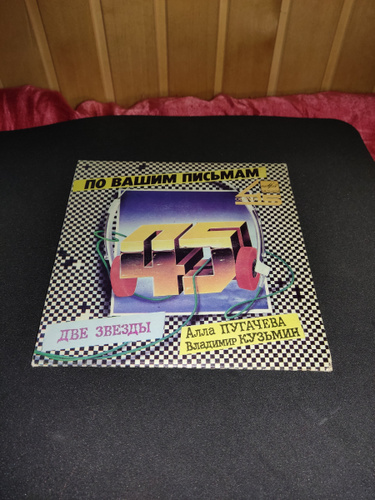 ПО ВАШИМ ПИСЬМАМ
45
ДВЕ ЗВЕЗДЫ
Алла ПУГАЧЕВА
Владимир КУЗЬМИН